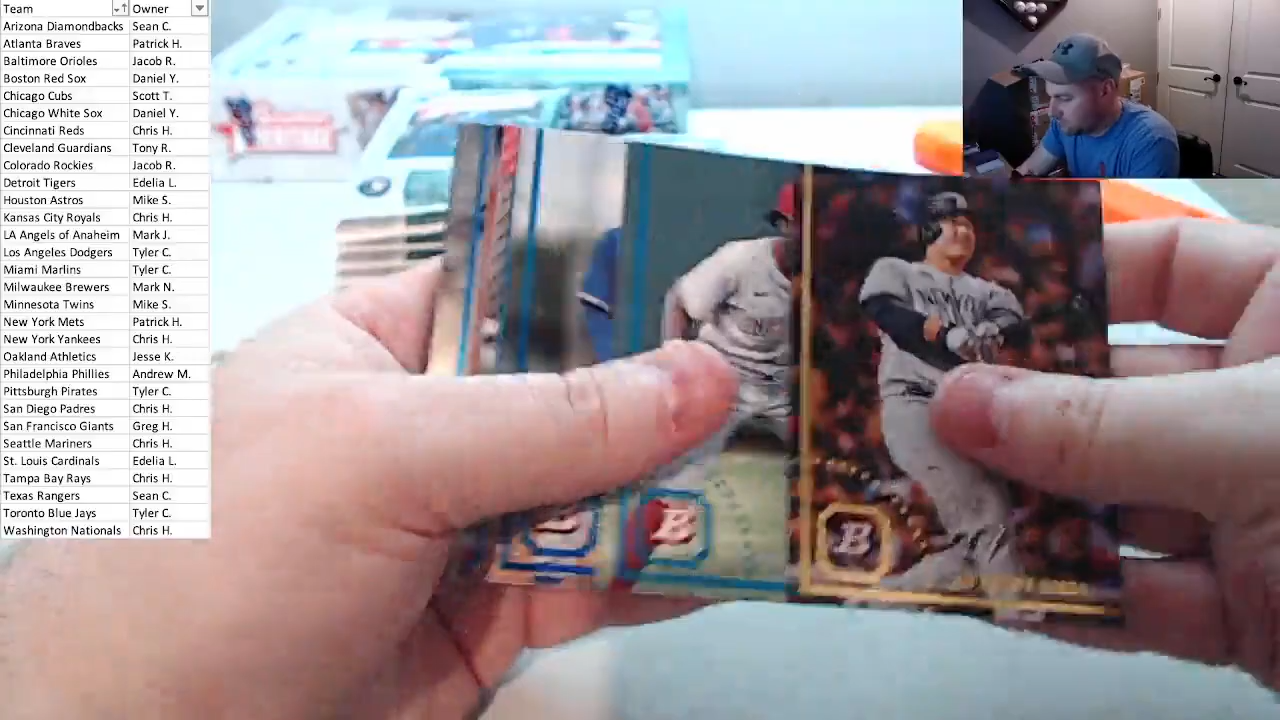 Team Owner
Arizona Diamondbacks Sean C.
Atlanta Braves Patrick H.
Baltimore Orioles Jacob R.
Boston Red Sox Daniel Y.
Chicago Cubs Scott T.
Chicago White Sox Daniel Y.
Cincinnati Reds Chris H.
Cleveland Guardians Tony R.
Colorado Rockies Jacob R.
Detroit Tigers Edelia L.
Houston Astros Mike S.
Kansas City Royals Chris H.
LA Angels of Anaheim Mark J.
Los Angeles Dodgers Tyler C.
Miami Marlins Tyler C.
Milwaukee Brewers Mark N.
Minnesota Twins Mike S.
New York Mets Patrick H.
New York Yankees Chris H.
Oakland Athletics Jesse K.
Philadelphia Phillies Andrew M.
Pittsburgh Pirates Tyler C.
San Diego Padres Chris H.
San Francisco Giants Greg H.
Seattle Mariners Chris H.
St. Louis Cardinals Edelia L.
Tampa Bay Rays Chris H.
Texas Rangers Sean C.
Toronto Blue Jays Tyler C.
Washington Nationals Chris H.
B B